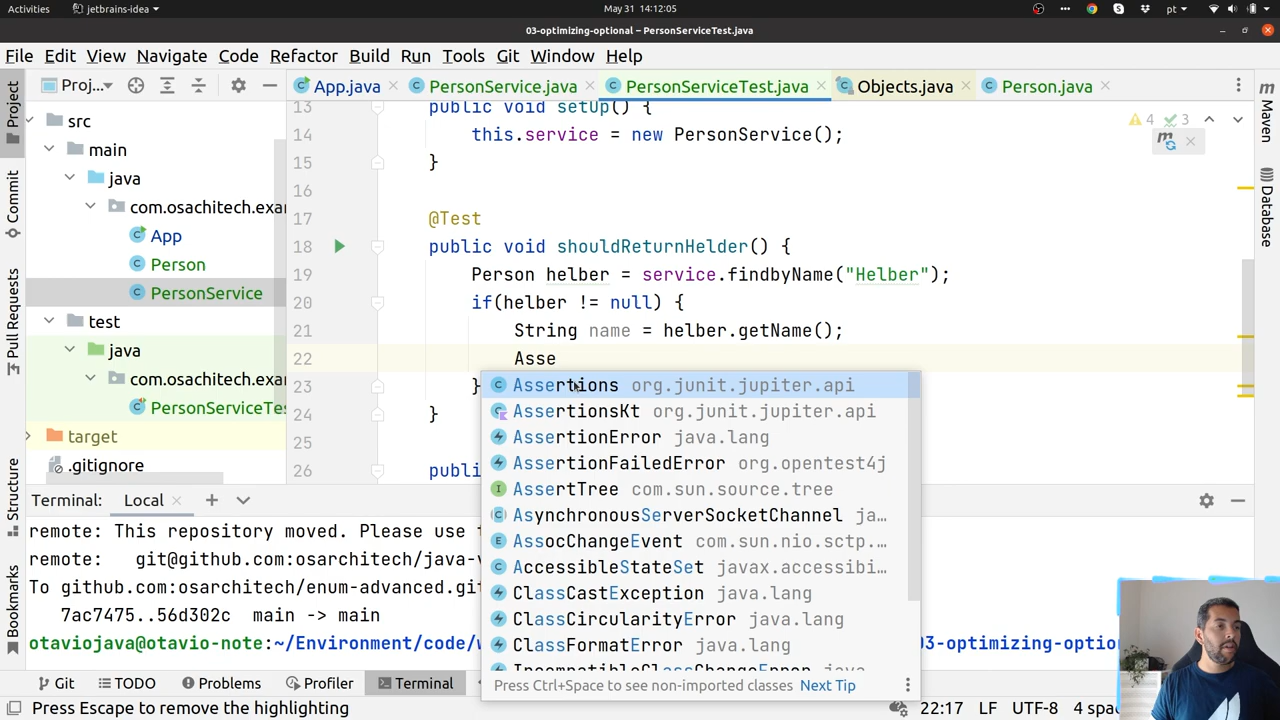 Activities jetbrains-idea May 31 14:12:05 pt
03-optimizing-optional – PersonServiceTest.java
File Edit View Navigate Code Refactor Build Run Tools Git Window Help
Project Proj... App.java PersonService.java PersonServiceTest.java Objects.java Person.java Maven
src
main
java
com.osachitech.exa
App
Person
PersonService
test
java
com.osachitech.exa
PersonServiceTe
target
.gitignore
Commit
Pull Requests
Structure
Bookmarks
13 public void setUp() {
14 this.service = new PersonService();
15 }
16
17 @Test
18 public void shouldReturnHelder() {
19 Person helber = service.findbyName("Helber");
20 if(helber != null) {
21 String name = helber.getName();
22 Asse
23 }
24 }
25
26 publi
4 3
Database
Assertions org.junit.jupiter.api
AssertionsKt org.junit.jupiter.api
AssertionError java.lang
AssertionFailedError org.opentest4j
AssertTree com.sun.source.tree
AsynchronousServerSocketChannel ja...
AssocChangeEvent com.sun.nio.sctp...
AccessibleStateSet javax.accessibi...
ClassCastException java.lang
ClassCircularityError java.lang
ClassFormatError java.lang
IncompatibleClassChangeError java
Press Ctrl+Space to see non-imported classes Next Tip
Terminal: Local
remote: This repository moved. Please use t
remote: git@github.com:osarchitech/java-v
To github.com:osarchitech/enum-advanced.git
7ac7475..56d302c main -> main
otaviojava@otavio-note:~/Environment/code/w 03-optimizing-option
Git TODO Problems Profiler Terminal
Press Escape to remove the highlighting 22:17 LF UTF-8 4 spac